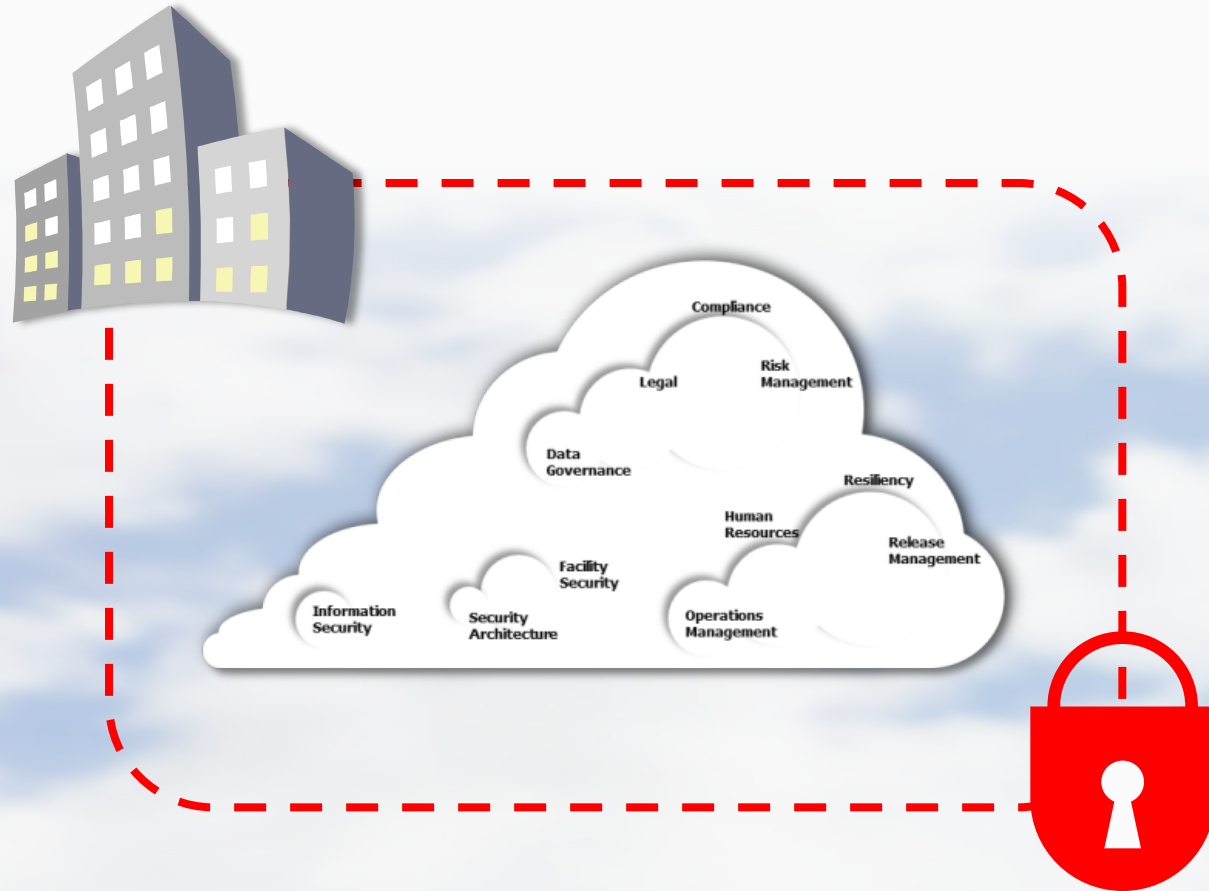 Compliance
Risk
Management
Legal
Data
Governance
Resiliency
Human
Resources
Release
Management
Facility
Security
Information
Security
Security
Architecture
Operations
Management